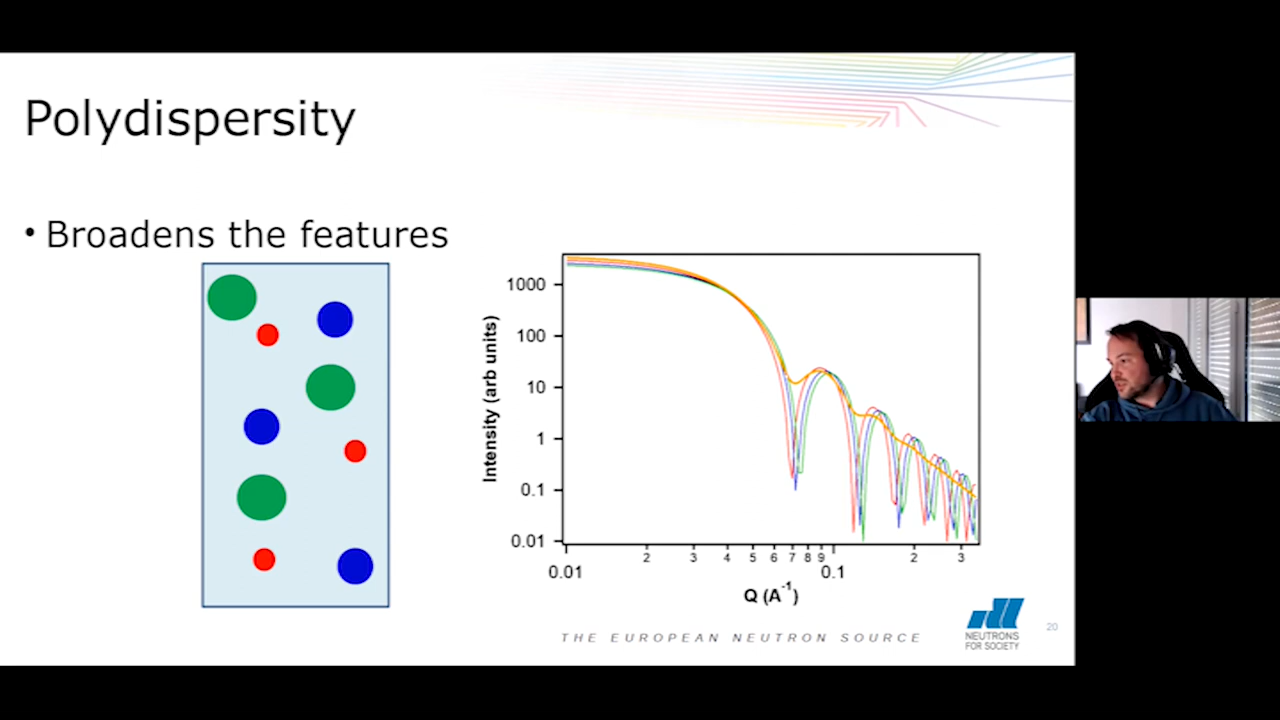 Polydispersity
• Broadens the features
Intensity (arb units)
1000
100
10
1
0.1
0.01
2 3 4 5 6 7 8 9 2 3
0.01 0.1
Q (A⁻¹)
THE EUROPEAN NEUTRON SOURCE
NEUTRONS
FOR SOCIETY
20